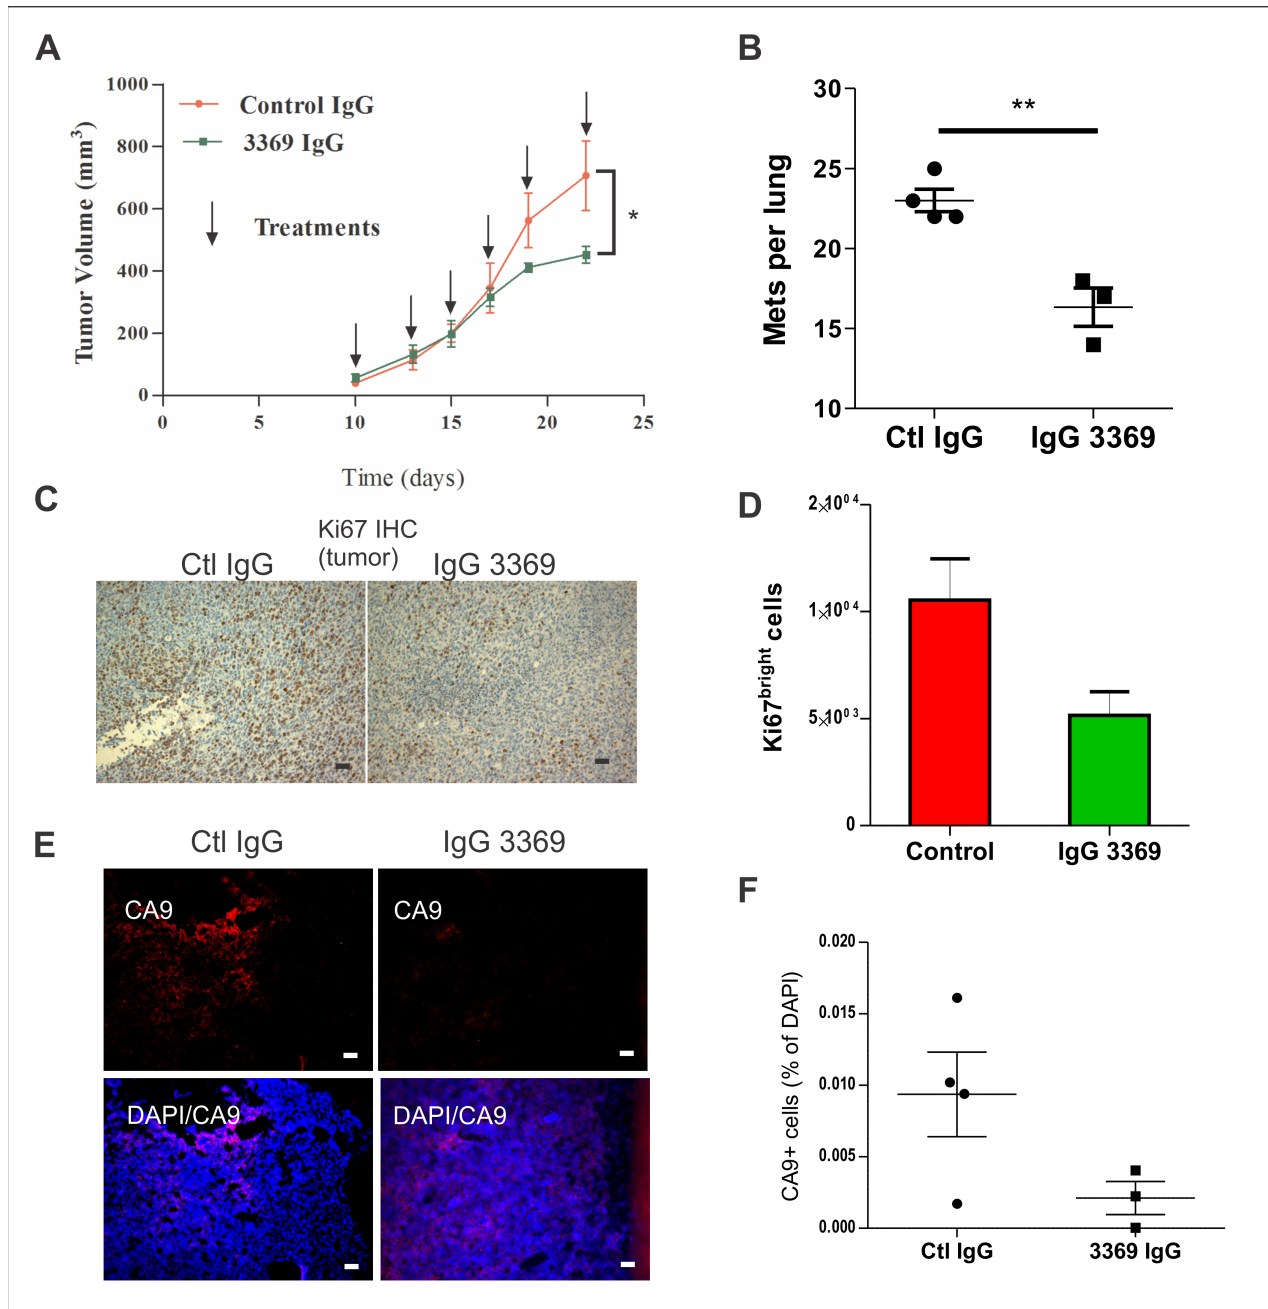 A
1000
800
600
400
200
0
0 5 10 15 20 25
Tumor Volume (mm³)
Time (days)
Control IgG
3369 IgG
Treatments
*
B
30
25
20
15
10
Mets per lung
**
Ctl IgG IgG 3369
C
Ki67 IHC
(tumor)
Ctl IgG IgG 3369
D
2×10⁰⁴
1×10⁰⁴
5×10⁰³
0
Ki67ᵇʳⁱᵍʰᵗ cells
Control IgG 3369
E
Ctl IgG IgG 3369
CA9 CA9
DAPI/CA9 DAPI/CA9
F
0.020
0.015
0.010
0.005
0.000
CA9+ cells (% of DAPI)
Ctl IgG 3369 IgG